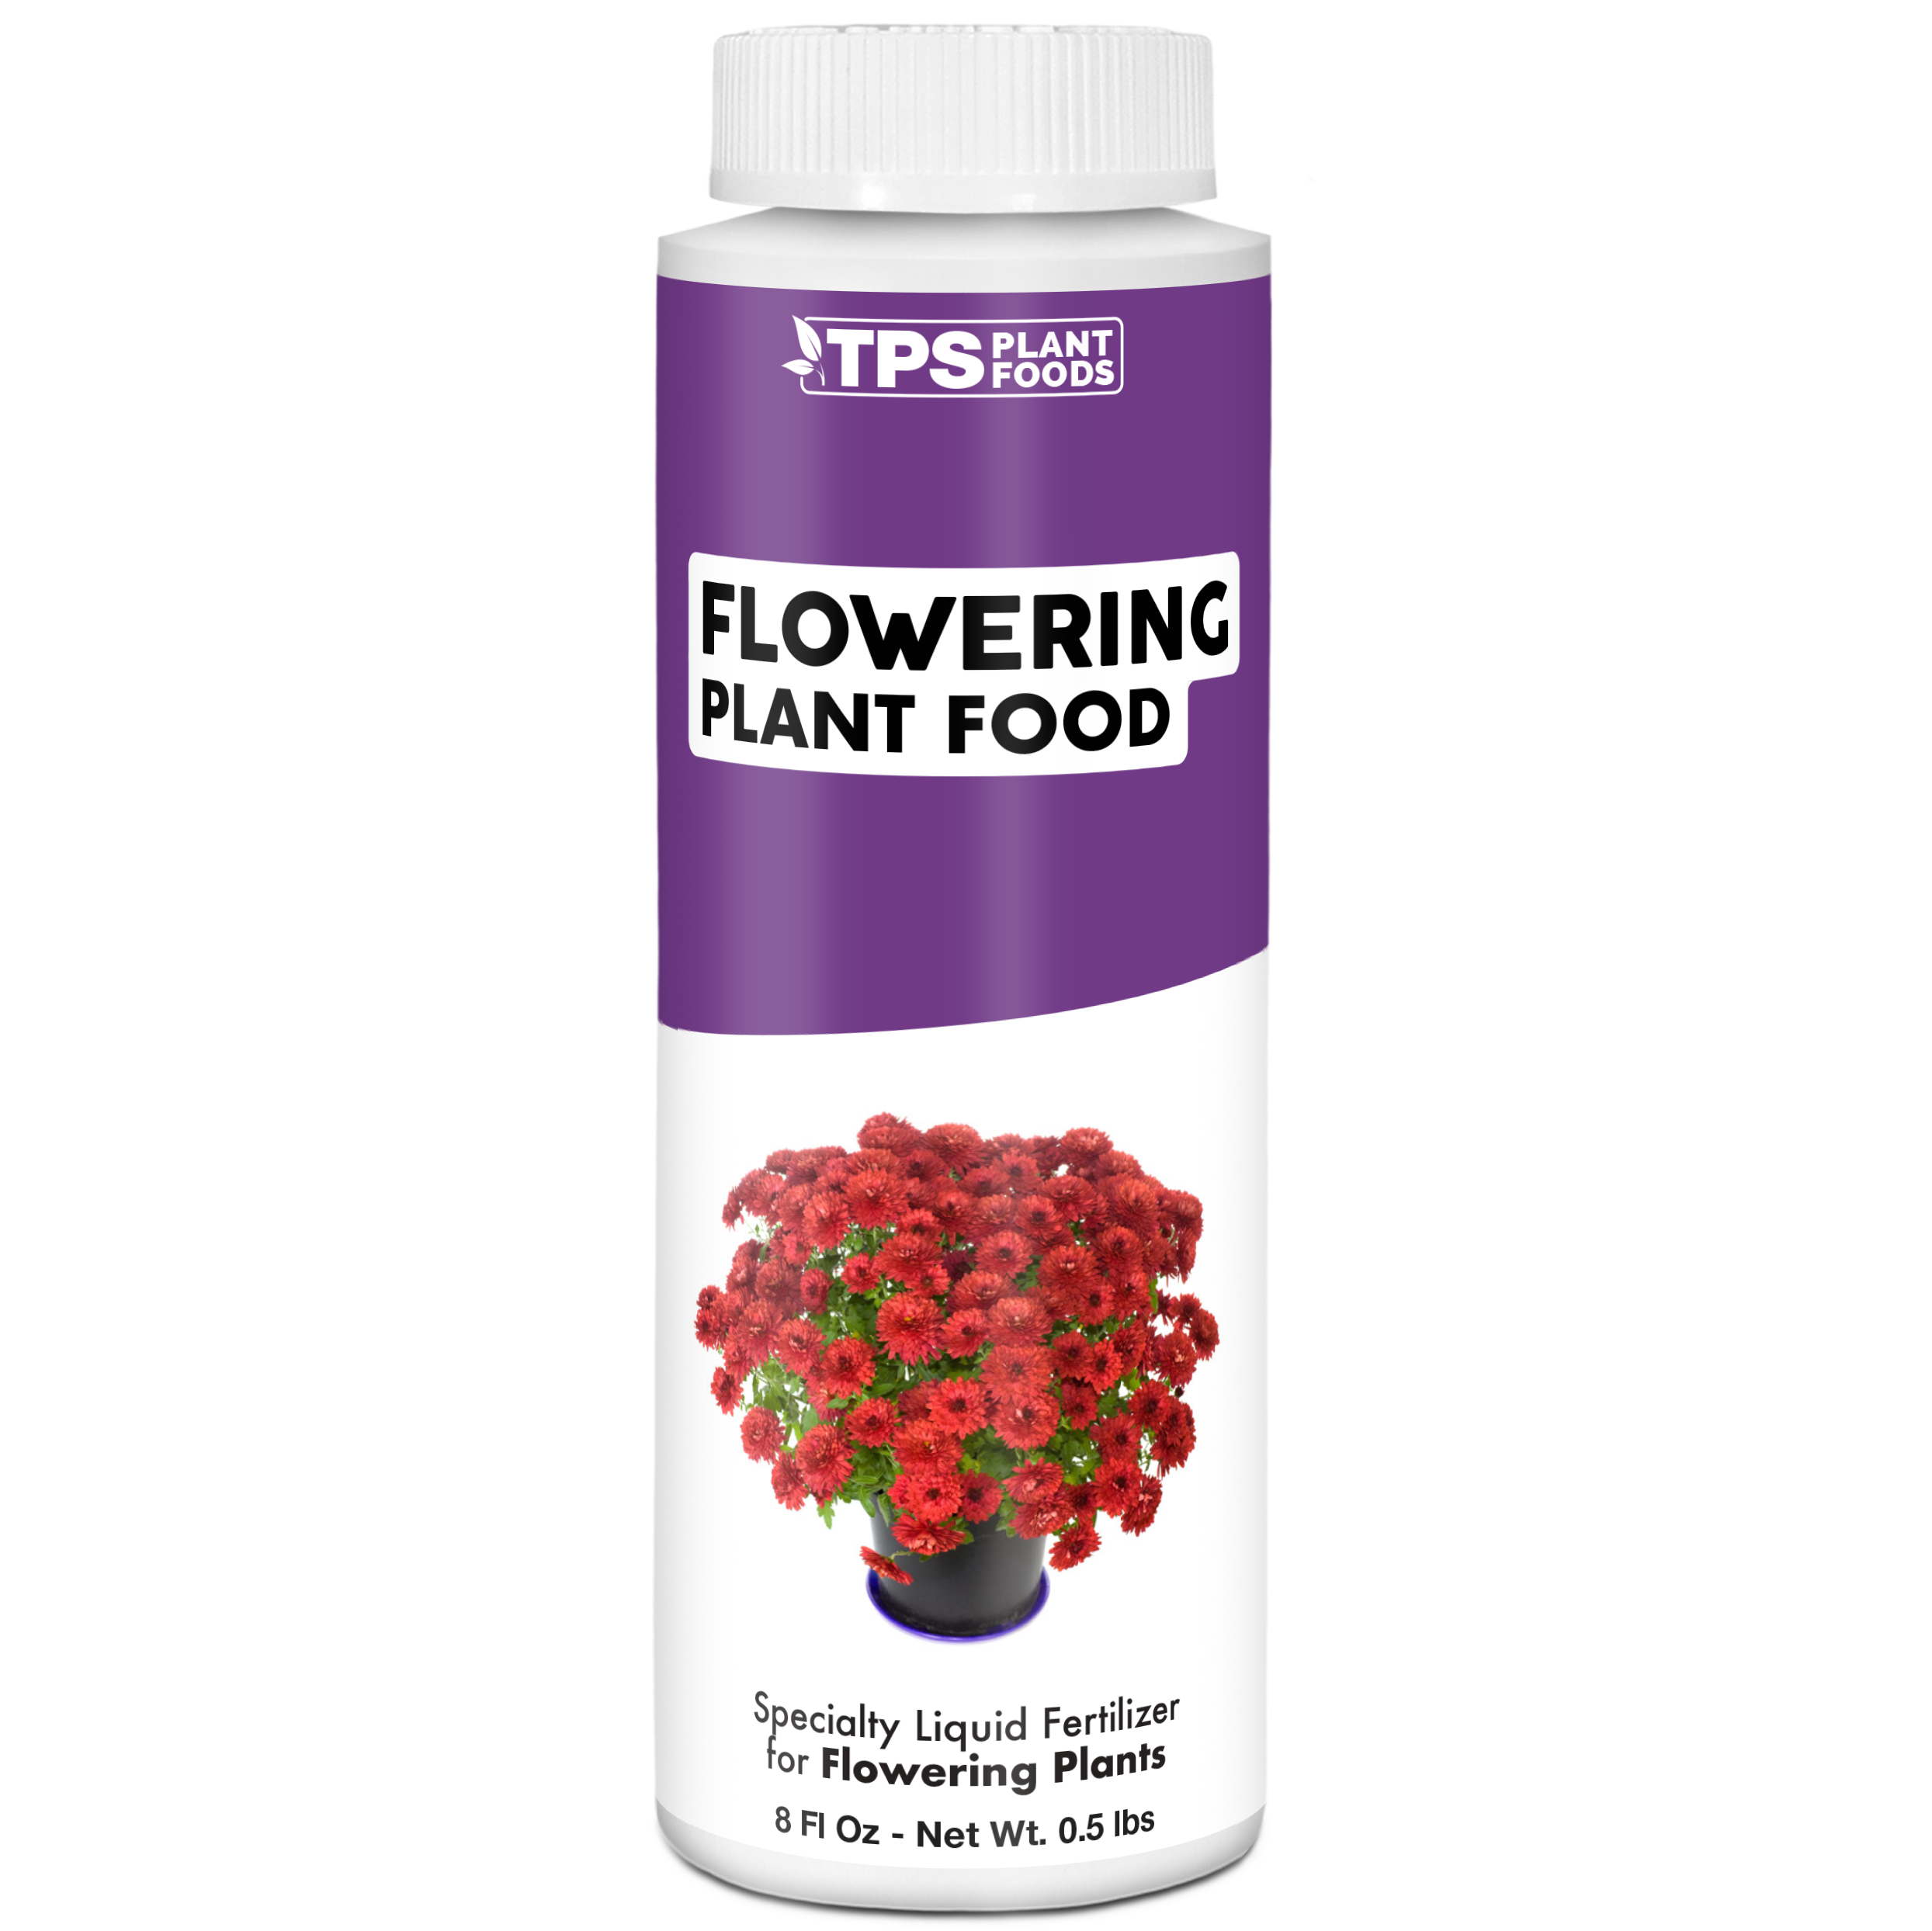 TPS PLANT
FOODS
FLOWERING
PLANT FOOD
Specialty Liquid Fertilizer
for Flowering Plants
8 Fl Oz - Net Wt. 0.5 lbs